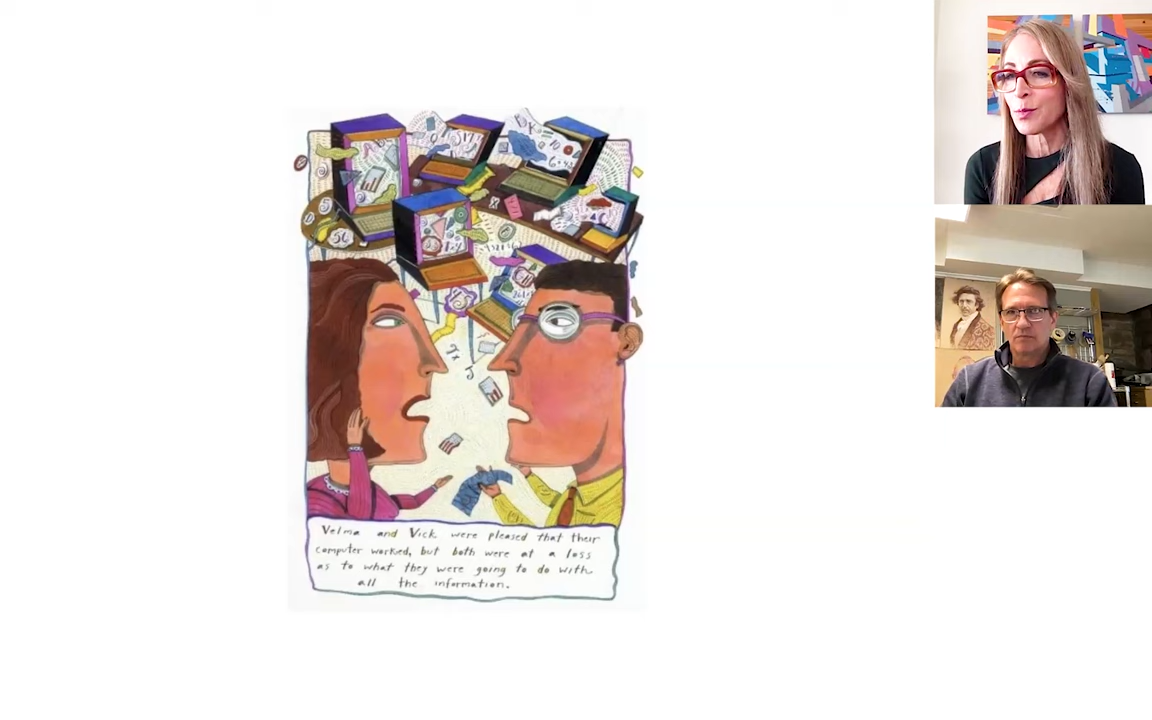 Velma and Vick were pleased that their
computer worked, but both were at a loss
as to what they were going to do with
all the information.